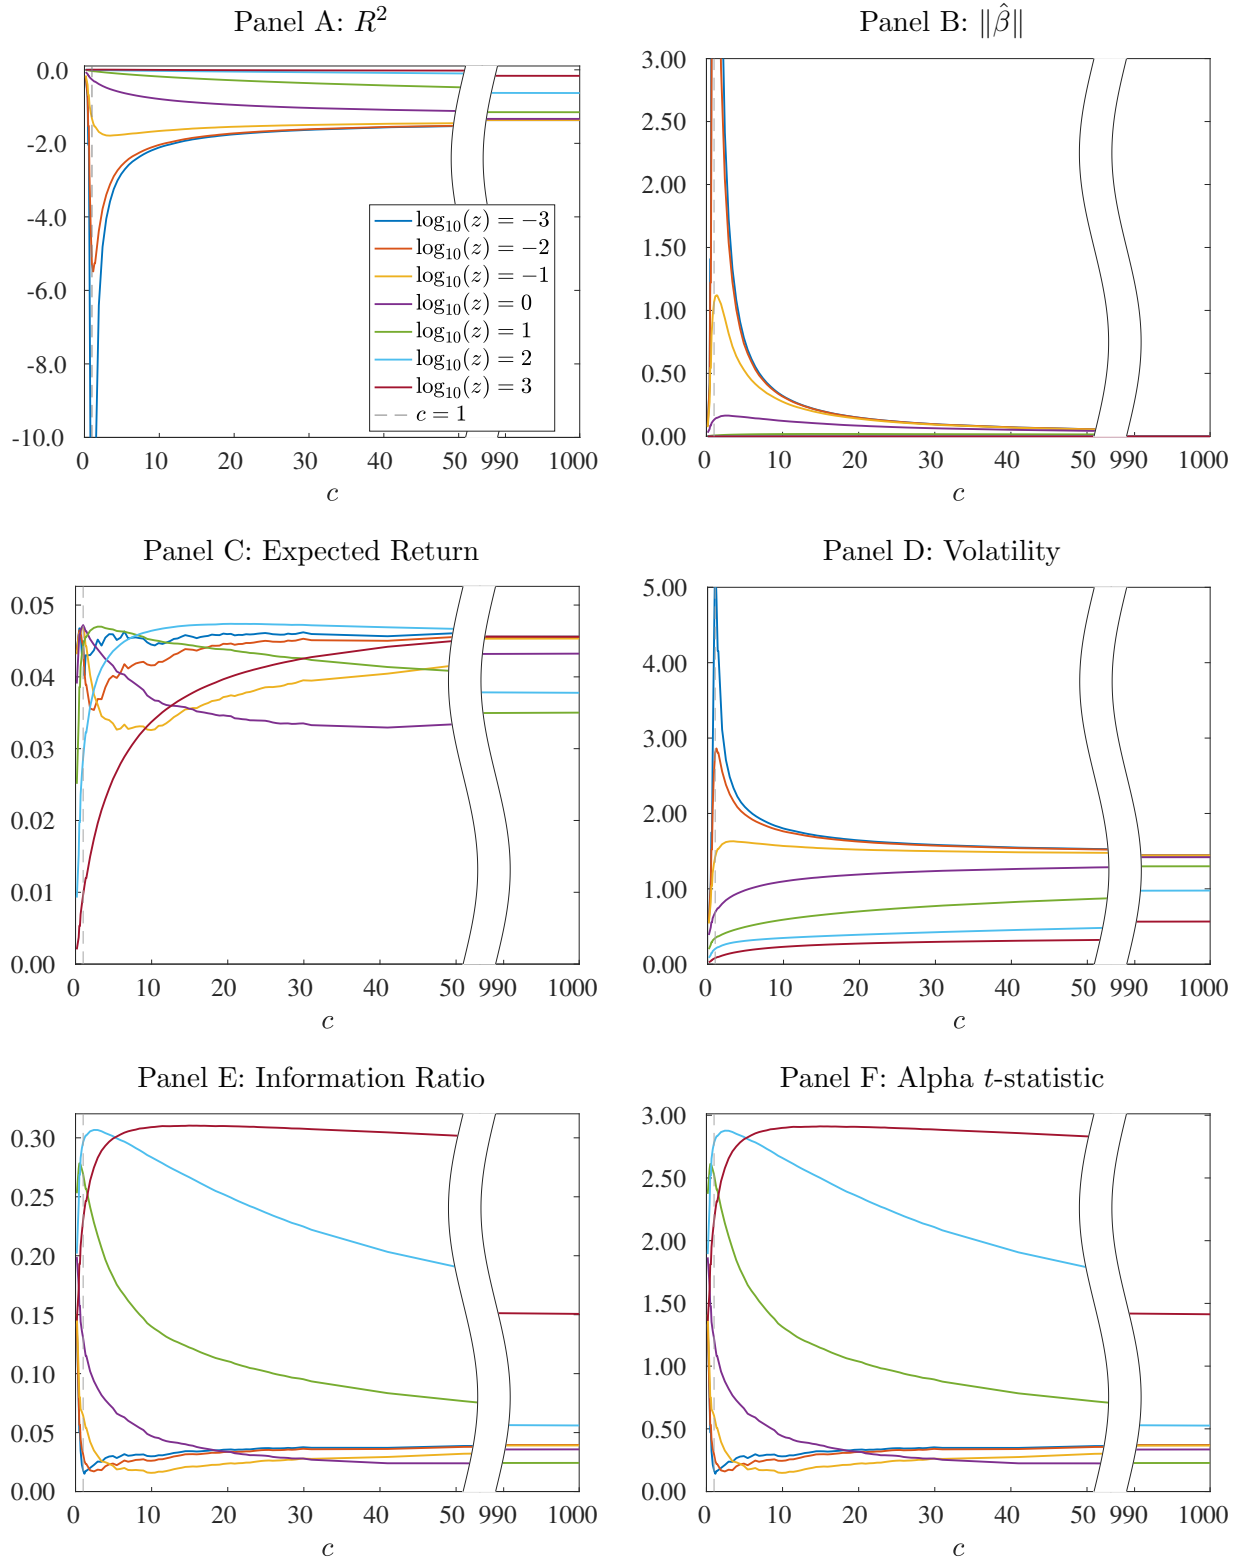 Panel A: R²
0.0
-2.0
-4.0
-6.0
-8.0
-10.0
log₁₀(z) = −3
log₁₀(z) = −2
log₁₀(z) = −1
log₁₀(z) = 0
log₁₀(z) = 1
log₁₀(z) = 2
log₁₀(z) = 3
c = 1
0 10 20 30 40 50 990 1000
c
Panel B: ‖β̂‖
3.00
2.50
2.00
1.50
1.00
0.50
0.00
0 10 20 30 40 50 990 1000
c
Panel C: Expected Return
0.05
0.04
0.03
0.02
0.01
0.00
0 10 20 30 40 50 990 1000
c
Panel D: Volatility
5.00
4.00
3.00
2.00
1.00
0.00
0 10 20 30 40 50 990 1000
c
Panel E: Information Ratio
0.30
0.25
0.20
0.15
0.10
0.05
0.00
0 10 20 30 40 50 990 1000
c
Panel F: Alpha t-statistic
3.00
2.50
2.00
1.50
1.00
0.50
0.00
0 10 20 30 40 50 990 1000
c